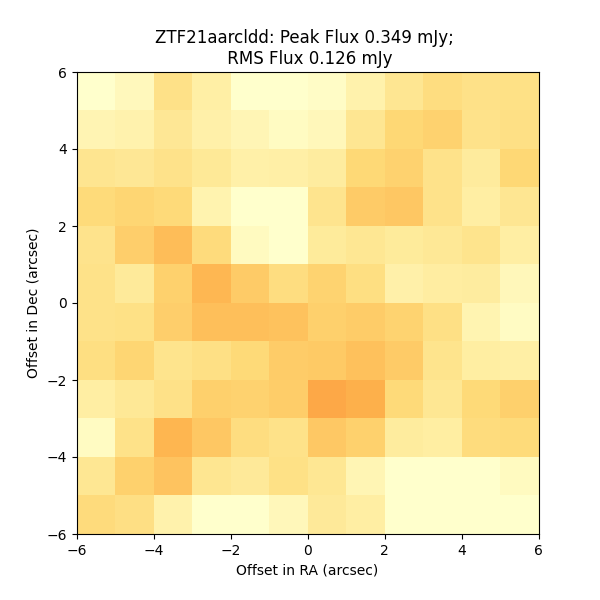 ZTF21aarcldd: Peak Flux 0.349 mJy;
RMS Flux 0.126 mJy
6
4
2
0
−2
−4
−6
Offset in Dec (arcsec)
−6 −4 −2 0 2 4 6
Offset in RA (arcsec)